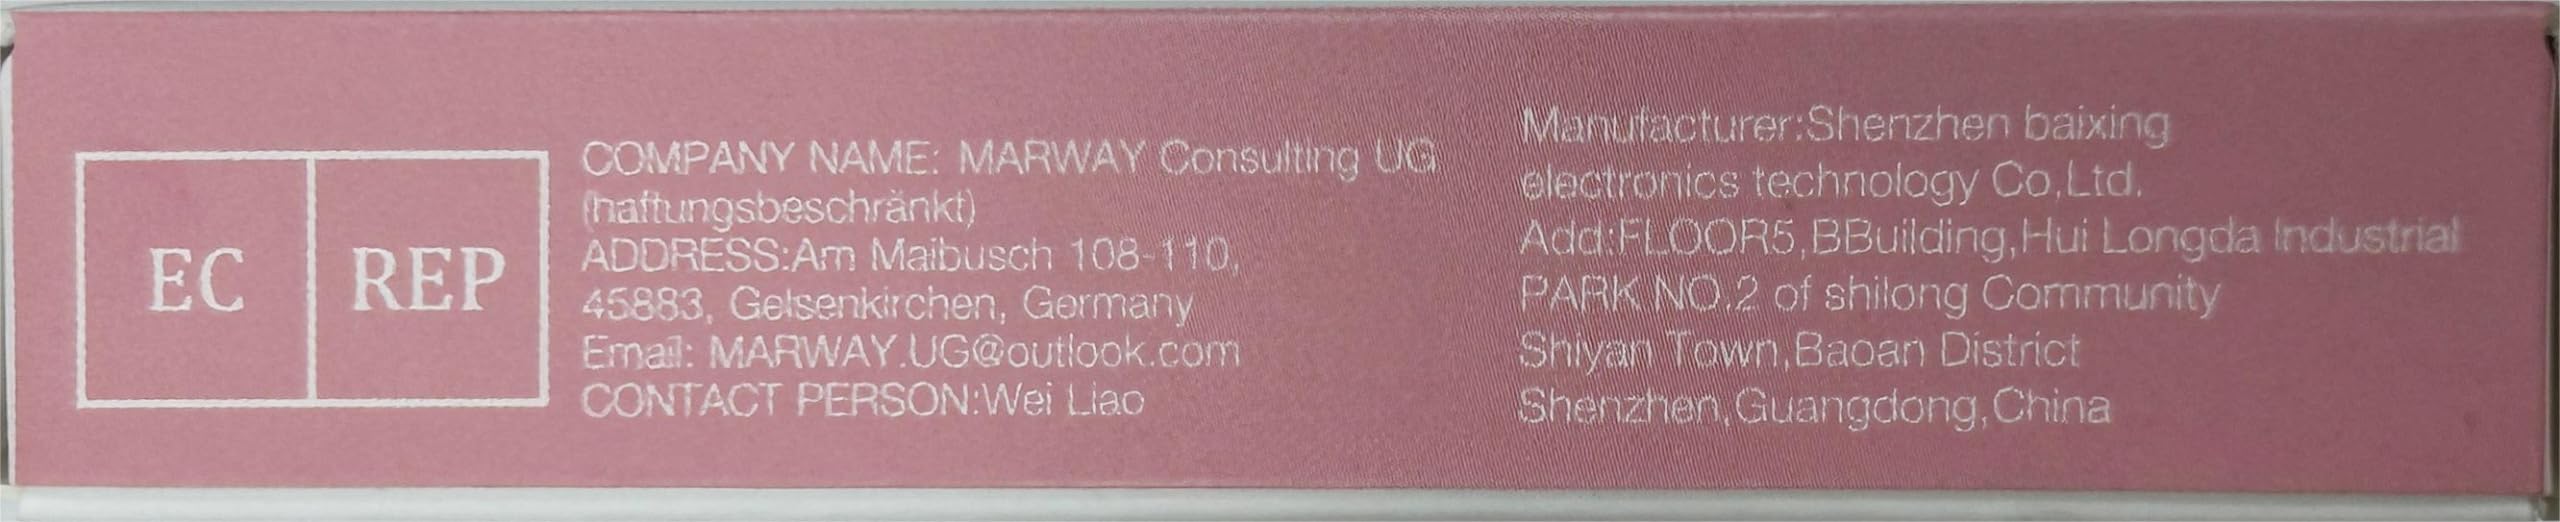 EC REP
COMPANY NAME: MARWAY Consulting UG
(haftungsbeschränkt)
ADDRESS:Am Maibusch 108-110,
45883, Gelsenkirchen, Germany
Email: MARWAY.UG@outlook.com
CONTACT PERSON:Wei Liao
Manufacturer:Shenzhen baixing
electronics technology Co,Ltd.
Add:FLOOR5,BBuilding,Hui Longda Industrial
PARK NO.2 of shilong Community
Shiyan Town,Baoan District
Shenzhen,Guangdong,China